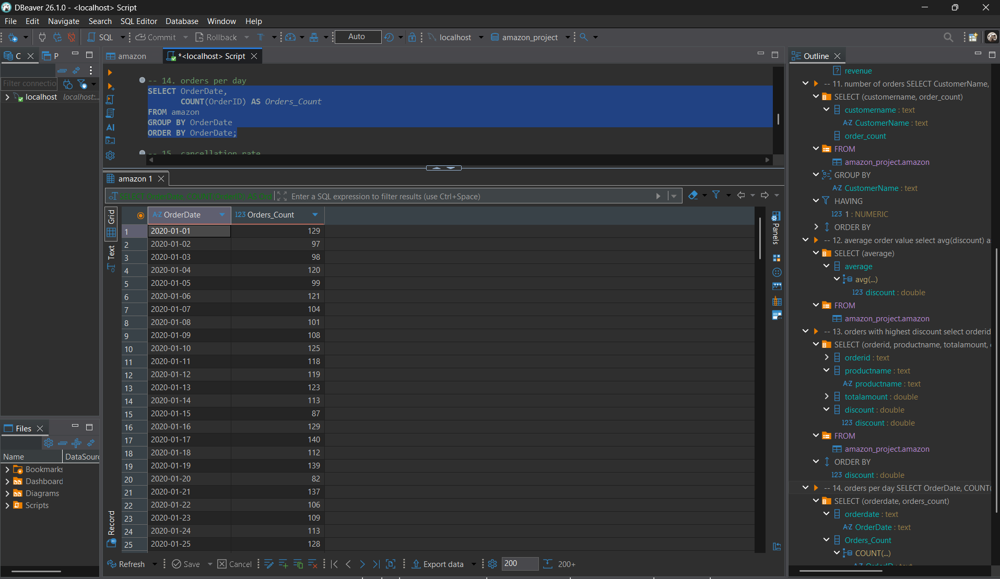 DBeaver 26.1.0 - <localhost> Script
File Edit Navigate Search SQL Editor Database Window Help
SQL Commit Rollback T Auto localhost amazon_project
C P
Filter connectio
localhost localhost:...
amazon *<localhost> Script
-- 14. orders per day
SELECT OrderDate,
COUNT(OrderID) AS Orders_Count
FROM amazon
GROUP BY OrderDate
ORDER BY OrderDate;
-- 15. cancellation rate
AI
amazon 1
SELECT OrderDate, COUNT(OrderID) AS Ord Enter a SQL expression to filter results (use Ctrl+Space)
Grid
Text
Record
Panels
A-Z OrderDate 123 Orders_Count
1 2020-01-01 129
2 2020-01-02 97
3 2020-01-03 98
4 2020-01-04 120
5 2020-01-05 99
6 2020-01-06 121
7 2020-01-07 104
8 2020-01-08 101
9 2020-01-09 108
10 2020-01-10 125
11 2020-01-11 118
12 2020-01-12 119
13 2020-01-13 123
14 2020-01-14 113
15 2020-01-15 87
16 2020-01-16 129
17 2020-01-17 140
18 2020-01-18 112
19 2020-01-19 139
20 2020-01-20 82
21 2020-01-21 137
22 2020-01-22 106
23 2020-01-23 109
24 2020-01-24 113
25 2020-01-25 128
Refresh Save Cancel Export data 200 200+
Files
Name DataSourc
Bookmarks
Dashboard
Diagrams
Scripts
Outline
? revenue
-- 11. number of orders SELECT CustomerName,
SELECT (customername, order_count)
customername : text
A-Z CustomerName : text
order_count
FROM
amazon_project.amazon
GROUP BY
A-Z CustomerName : text
HAVING
123 1 : NUMERIC
ORDER BY
-- 12. average order value select avg(discount) a
SELECT (average)
average
avg(...)
123 discount : double
FROM
amazon_project.amazon
-- 13. orders with highest discount select orderid
SELECT (orderid, productname, totalamount,
orderid : text
productname : text
A-Z productname : text
totalamount : double
discount : double
123 discount : double
FROM
amazon_project.amazon
ORDER BY
123 discount : double
-- 14. orders per day SELECT OrderDate, COUNT(
SELECT (orderdate, orders_count)
orderdate : text
A-Z OrderDate : text
Orders_Count
COUNT(...)
A-Z OrderID : text